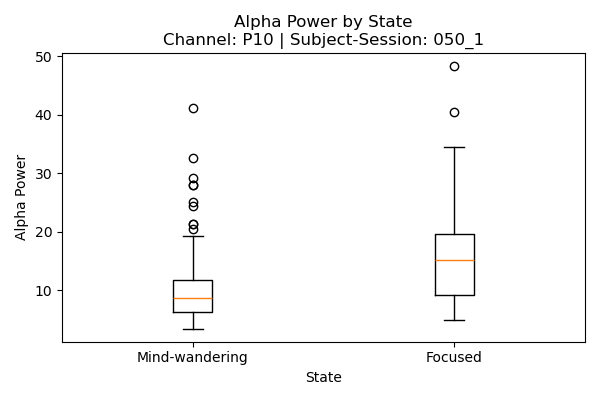 Alpha Power by State
Channel: P10 | Subject-Session: 050_1
50
40
30
20
10
Alpha Power
Mind-wandering
Focused
State